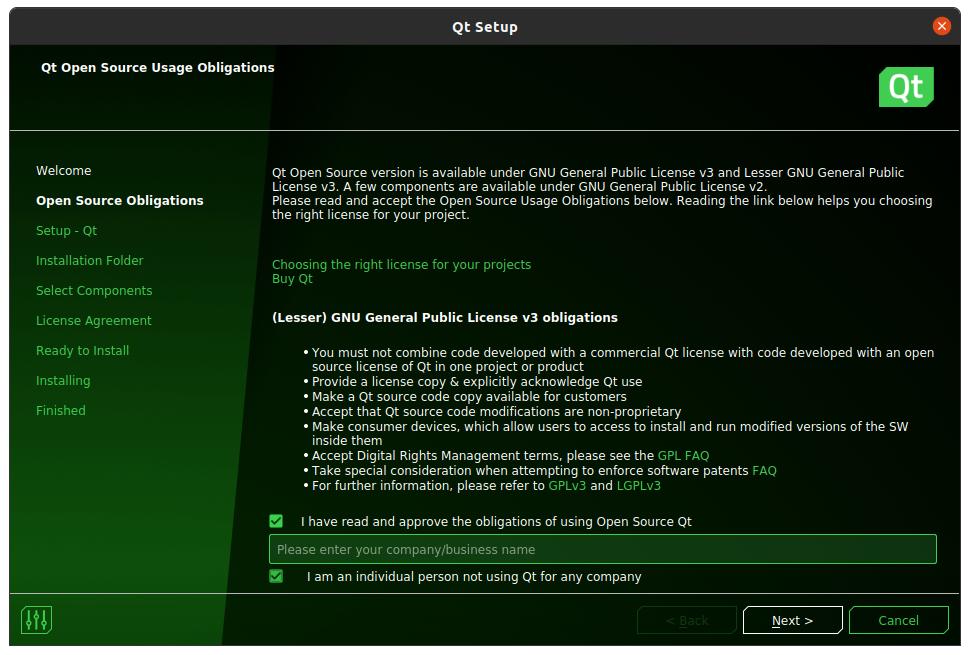 Qt Setup
Qt Open Source Usage Obligations
Qt
Welcome
Open Source Obligations
Setup - Qt
Installation Folder
Select Components
License Agreement
Ready to Install
Installing
Finished
Qt Open Source version is available under GNU General Public License v3 and Lesser GNU General Public
License v3. A few components are available under GNU General Public License v2.
Please read and accept the Open Source Usage Obligations below. Reading the link below helps you choosing
the right license for your project.
Choosing the right license for your projects
Buy Qt
(Lesser) GNU General Public License v3 obligations
• You must not combine code developed with a commercial Qt license with code developed with an open
source license of Qt in one project or product
• Provide a license copy & explicitly acknowledge Qt use
• Make a Qt source code copy available for customers
• Accept that Qt source code modifications are non-proprietary
• Make consumer devices, which allow users to access to install and run modified versions of the SW
inside them
• Accept Digital Rights Management terms, please see the GPL FAQ
• Take special consideration when attempting to enforce software patents FAQ
• For further information, please refer to GPLv3 and LGPLv3
I have read and approve the obligations of using Open Source Qt
Please enter your company/business name
I am an individual person not using Qt for any company
< Back
Next >
Cancel